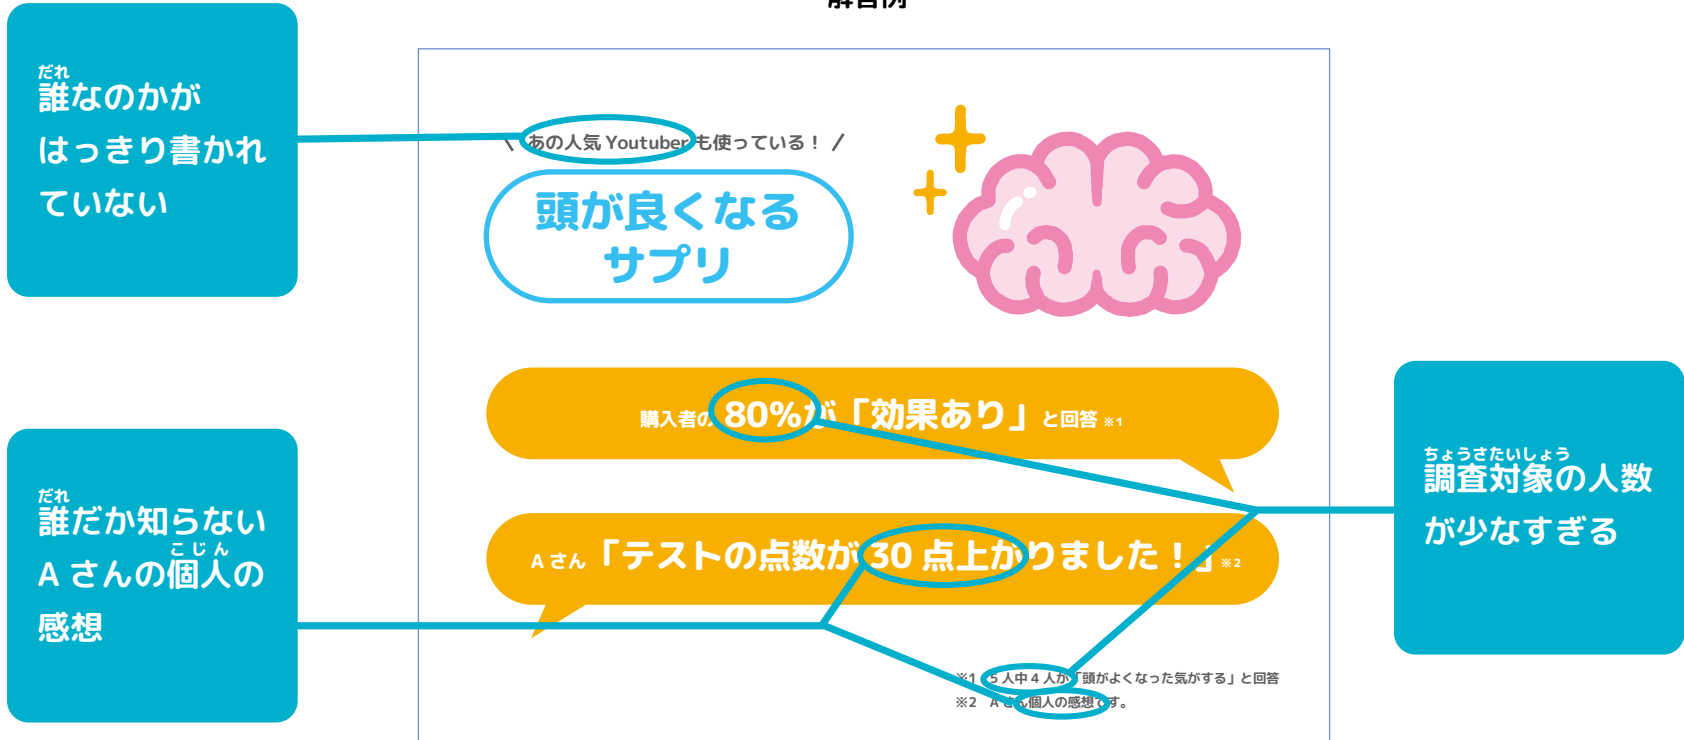 解答例
だれ
誰なのかが
はっきり書かれ
ていない
\ あの人気 Youtuber も使っている! /
頭が良くなる
サプリ
購入者の 80%が「効果あり」と回答 ※1
Aさん「テストの点数が 30 点上がりました!」※2
※1 5人中4人が「頭がよくなった気がする」と回答
※2 Aさん個人の感想です。
だれ
誰だか知らない
こじん
A さんの個人の
感想
ちょうさたいしょう
調査対象の人数
が少なすぎる